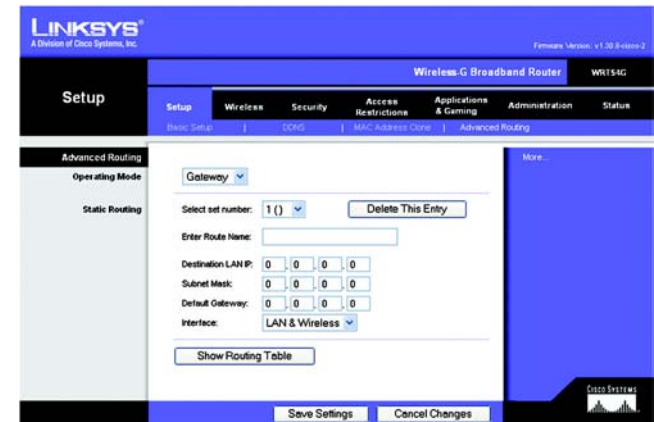 LINKSYS®
A Division of Cisco Systems, Inc.
Firmware Version: v1.30.8-cisco-2
Wireless-G Broadband Router WRT54G
Setup
Setup Wireless Security Access Restrictions Applications & Gaming Administration Status
Basic Setup | DDNS | MAC Address Clone | Advanced Routing
Advanced Routing
More...
Operating Mode Gateway
Static Routing Select set number: 1 () Delete This Entry
Enter Route Name:
Destination LAN IP: 0 . 0 . 0 . 0
Subnet Mask: 0 . 0 . 0 . 0
Default Gateway: 0 . 0 . 0 . 0
Interface: LAN & Wireless
Show Routing Table
CISCO SYSTEMS
Save Settings Cancel Changes